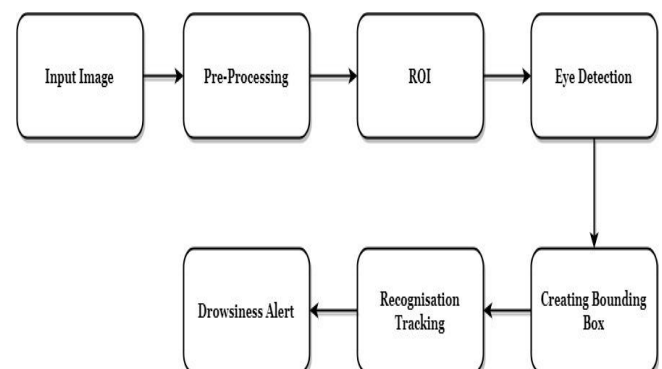 Input Image
Pre-Processing
ROI
Eye Detection
Creating Bounding
Box
Recognisation
Tracking
Drowsiness Alert